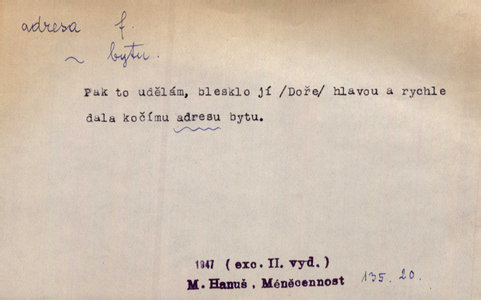 adresa f.
~ bytu.
Pak to udělám, blesklo jí /Doře/ hlavou a rychle
dala kočímu adresu bytu.
1947 ( exc. II. vyd.)
M. Hanuš, Méněcennost 135. 20.